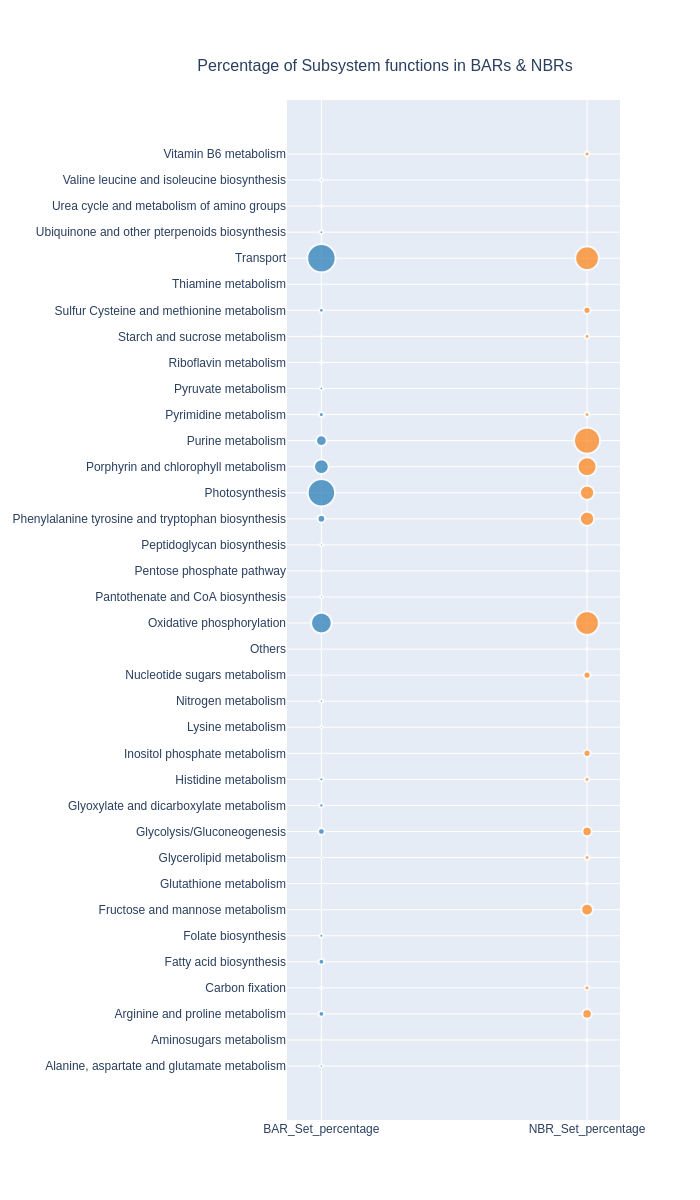 Percentage of Subsystem functions in BARs & NBRs
Vitamin B6 metabolism
Valine leucine and isoleucine biosynthesis
Urea cycle and metabolism of amino groups
Ubiquinone and other pterpenoids biosynthesis
Transport
Thiamine metabolism
Sulfur Cysteine and methionine metabolism
Starch and sucrose metabolism
Riboflavin metabolism
Pyruvate metabolism
Pyrimidine metabolism
Purine metabolism
Porphyrin and chlorophyll metabolism
Photosynthesis
Phenylalanine tyrosine and tryptophan biosynthesis
Peptidoglycan biosynthesis
Pentose phosphate pathway
Pantothenate and CoA biosynthesis
Oxidative phosphorylation
Others
Nucleotide sugars metabolism
Nitrogen metabolism
Lysine metabolism
Inositol phosphate metabolism
Histidine metabolism
Glyoxylate and dicarboxylate metabolism
Glycolysis/Gluconeogenesis
Glycerolipid metabolism
Glutathione metabolism
Fructose and mannose metabolism
Folate biosynthesis
Fatty acid biosynthesis
Carbon fixation
Arginine and proline metabolism
Aminosugars metabolism
Alanine, aspartate and glutamate metabolism
BAR_Set_percentage NBR_Set_percentage